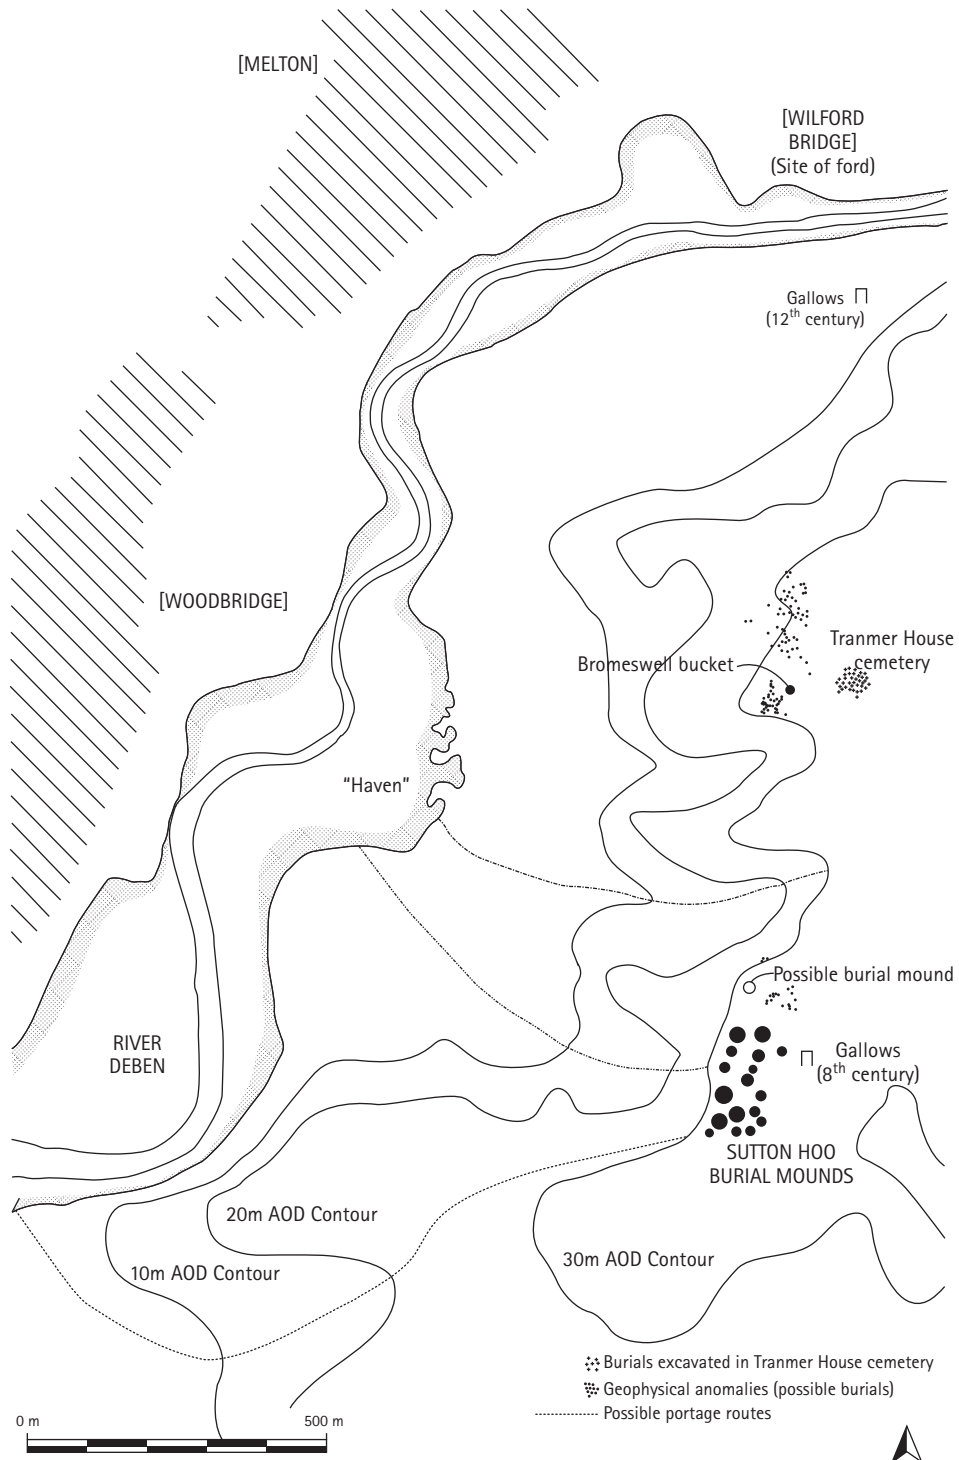 [MELTON]
[WILFORD
BRIDGE]
(Site of ford)
Gallows
(12th century)
[WOODBRIDGE]
Tranmer House
cemetery
Bromeswell bucket
“Haven”
Possible burial mound
RIVER
DEBEN
Gallows
(8th century)
SUTTON HOO
BURIAL MOUNDS
20m AOD Contour
10m AOD Contour
30m AOD Contour
Burials excavated in Tranmer House cemetery
Geophysical anomalies (possible burials)
Possible portage routes
0 m
500 m